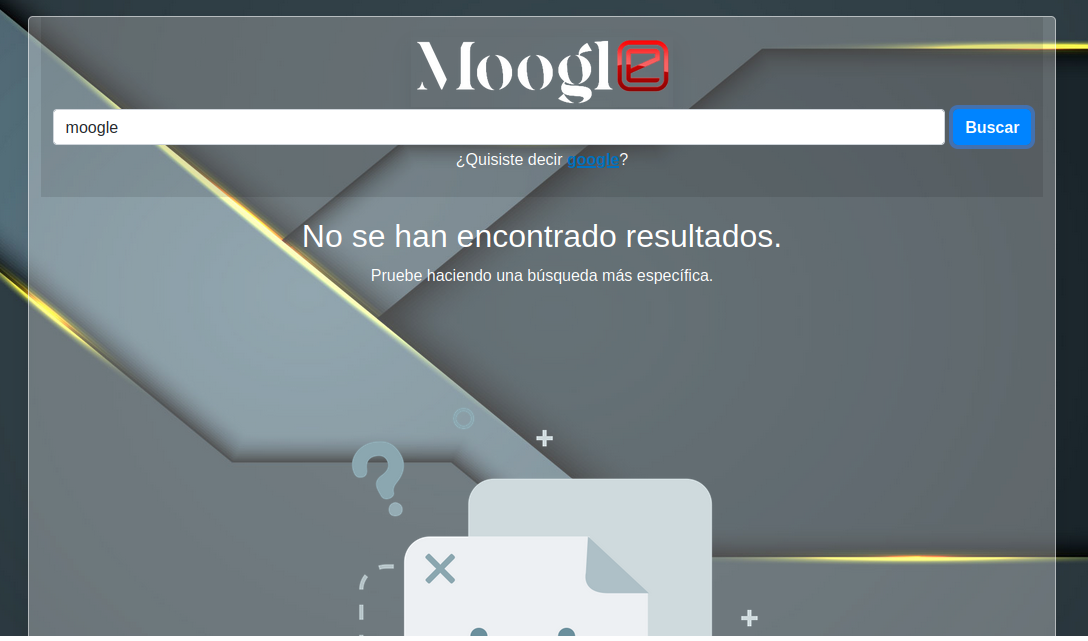 MooglE
moogle
Buscar
¿Quisiste decir google?
No se han encontrado resultados.
Pruebe haciendo una búsqueda más específica.